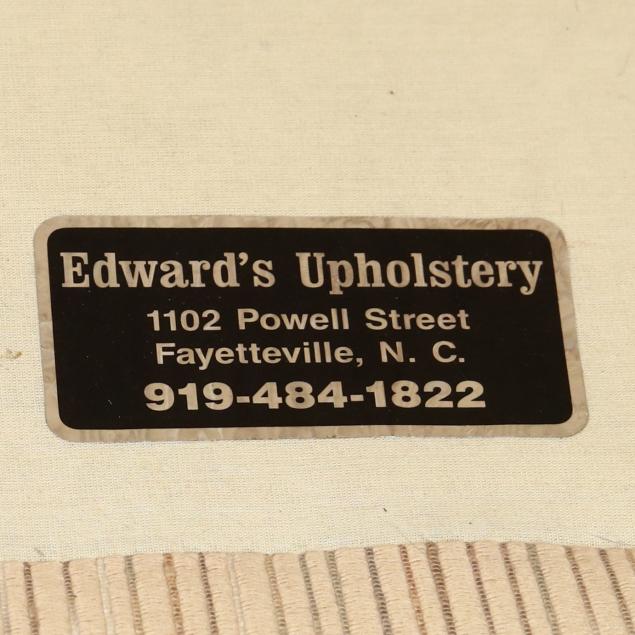 Edward's Upholstery
1102 Powell Street
Fayetteville, N. C.
919-484-1822